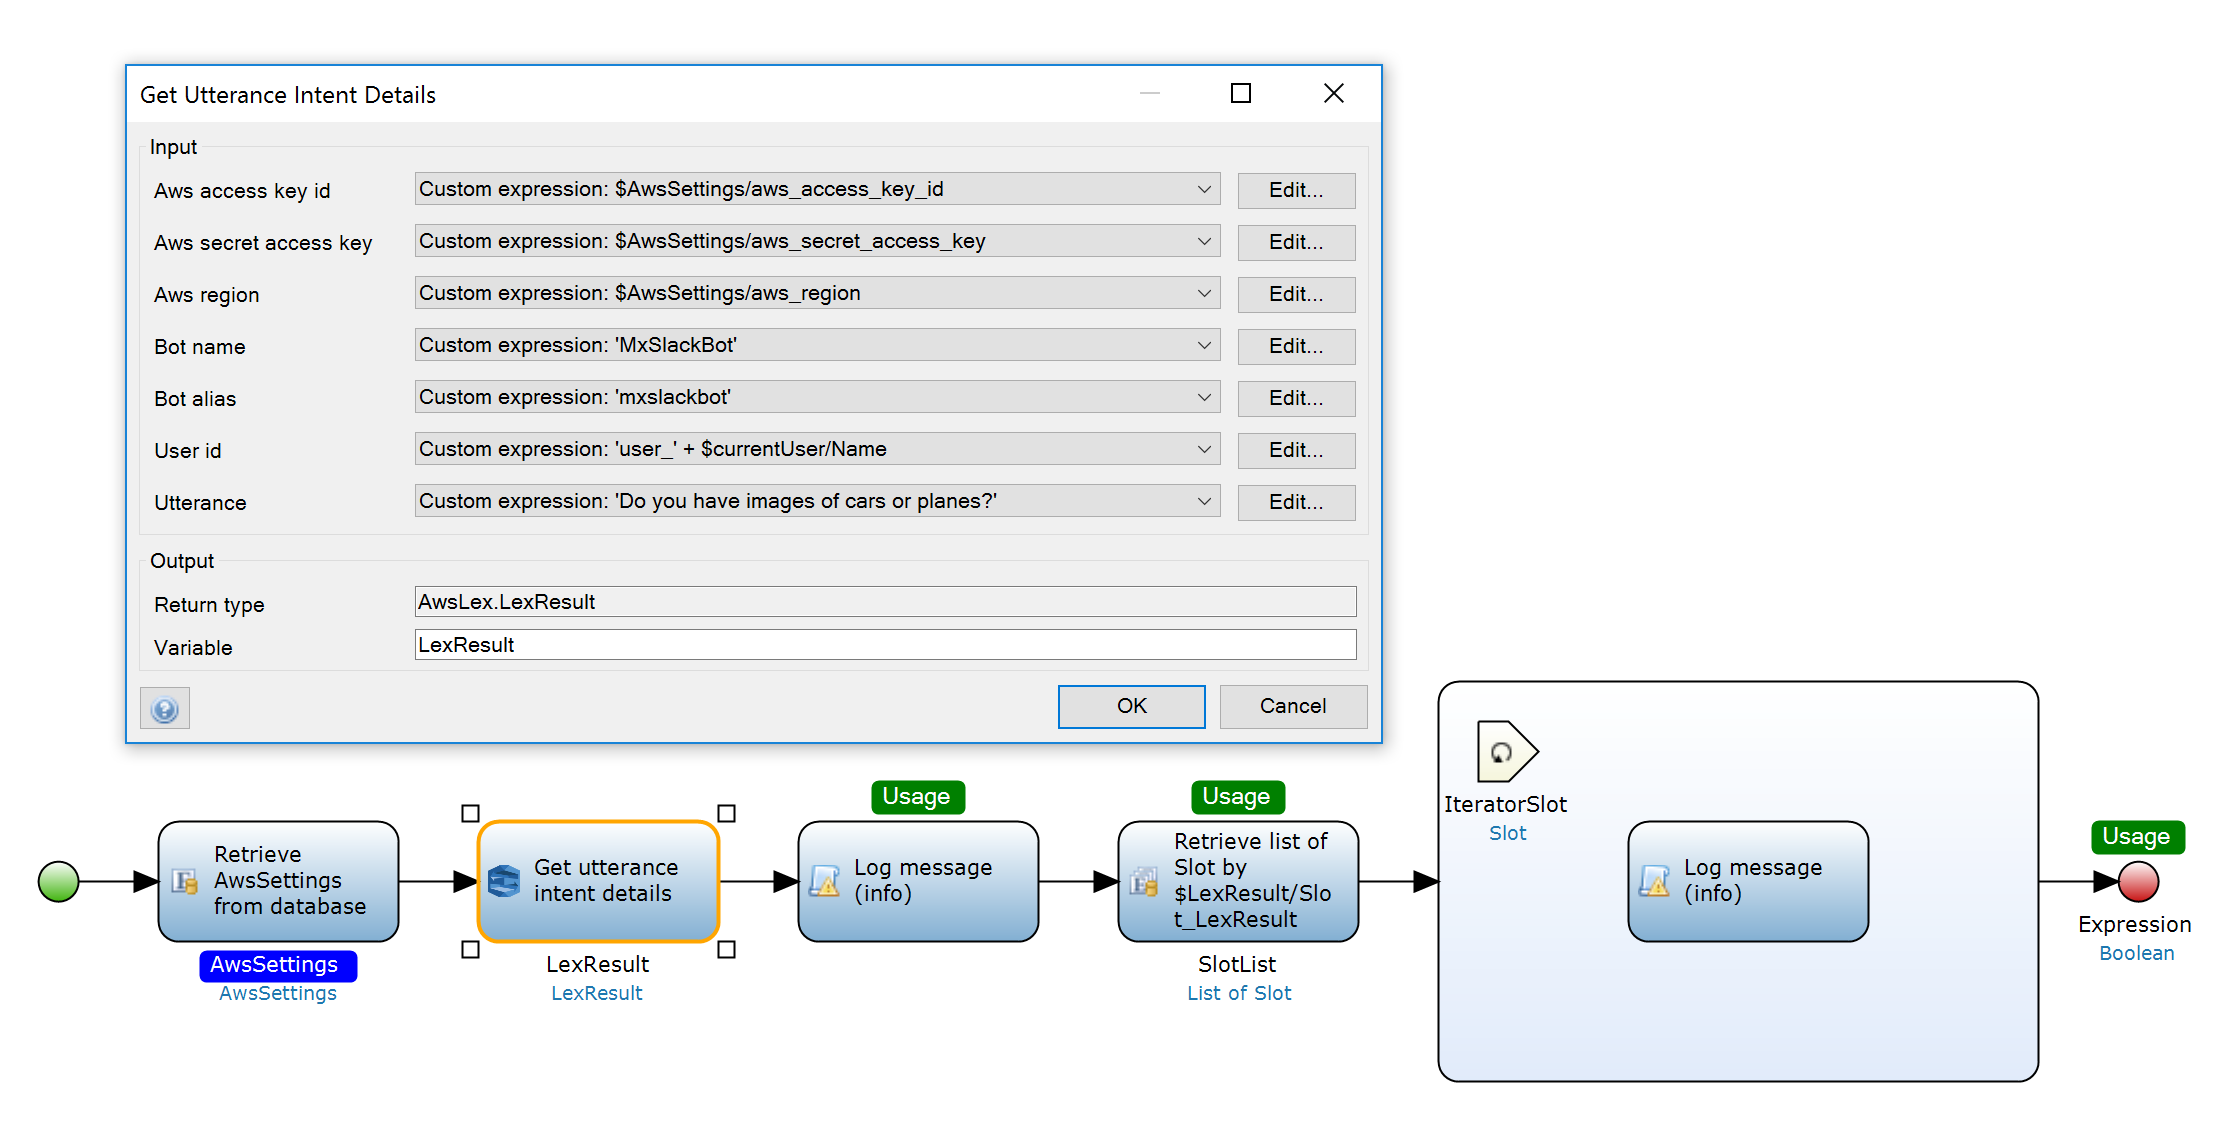 Get Utterance Intent Details
Input
Aws access key id
Custom expression: $AwsSettings/aws_access_key_id
Edit...
Aws secret access key
Custom expression: $AwsSettings/aws_secret_access_key
Edit...
Aws region
Custom expression: $AwsSettings/aws_region
Edit...
Bot name
Custom expression: 'MxSlackBot'
Edit...
Bot alias
Custom expression: 'mxslackbot'
Edit...
User id
Custom expression: 'user_' + $currentUser/Name
Edit...
Utterance
Custom expression: 'Do you have images of cars or planes?'
Edit...
Output
Return type
AwsLex.LexResult
Variable
LexResult
OK
Cancel
Retrieve
AwsSettings
from database
AwsSettings
AwsSettings
Get utterance
intent details
LexResult
LexResult
Usage
Log message
(info)
Usage
Retrieve list of
Slot by
$LexResult/Slo
t_LexResult
SlotList
List of Slot
IteratorSlot
Slot
Log message
(info)
Usage
Expression
Boolean